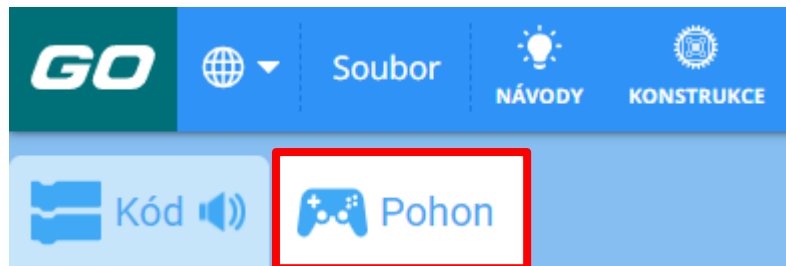 GO
Soubor
NÁVODY
KONSTRUKCE
Kód
Pohon